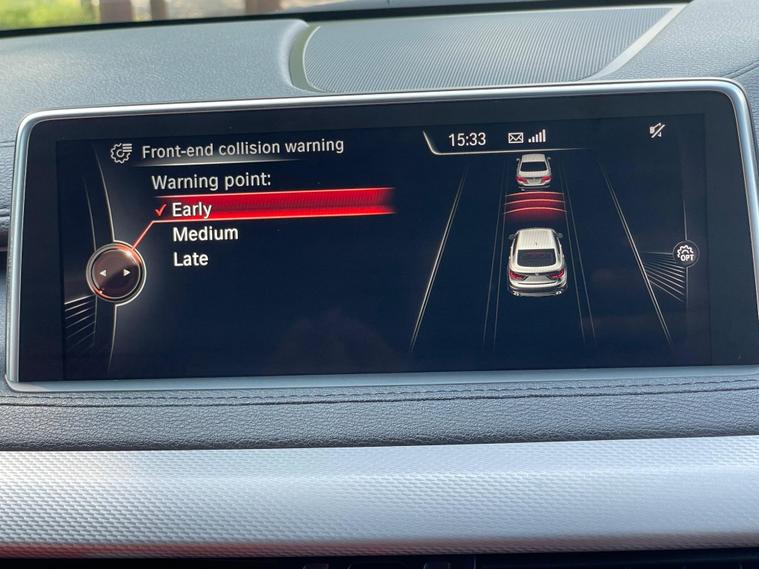 Front-end collision warning
15:33
Warning point:
Early
Medium
Late
OPT